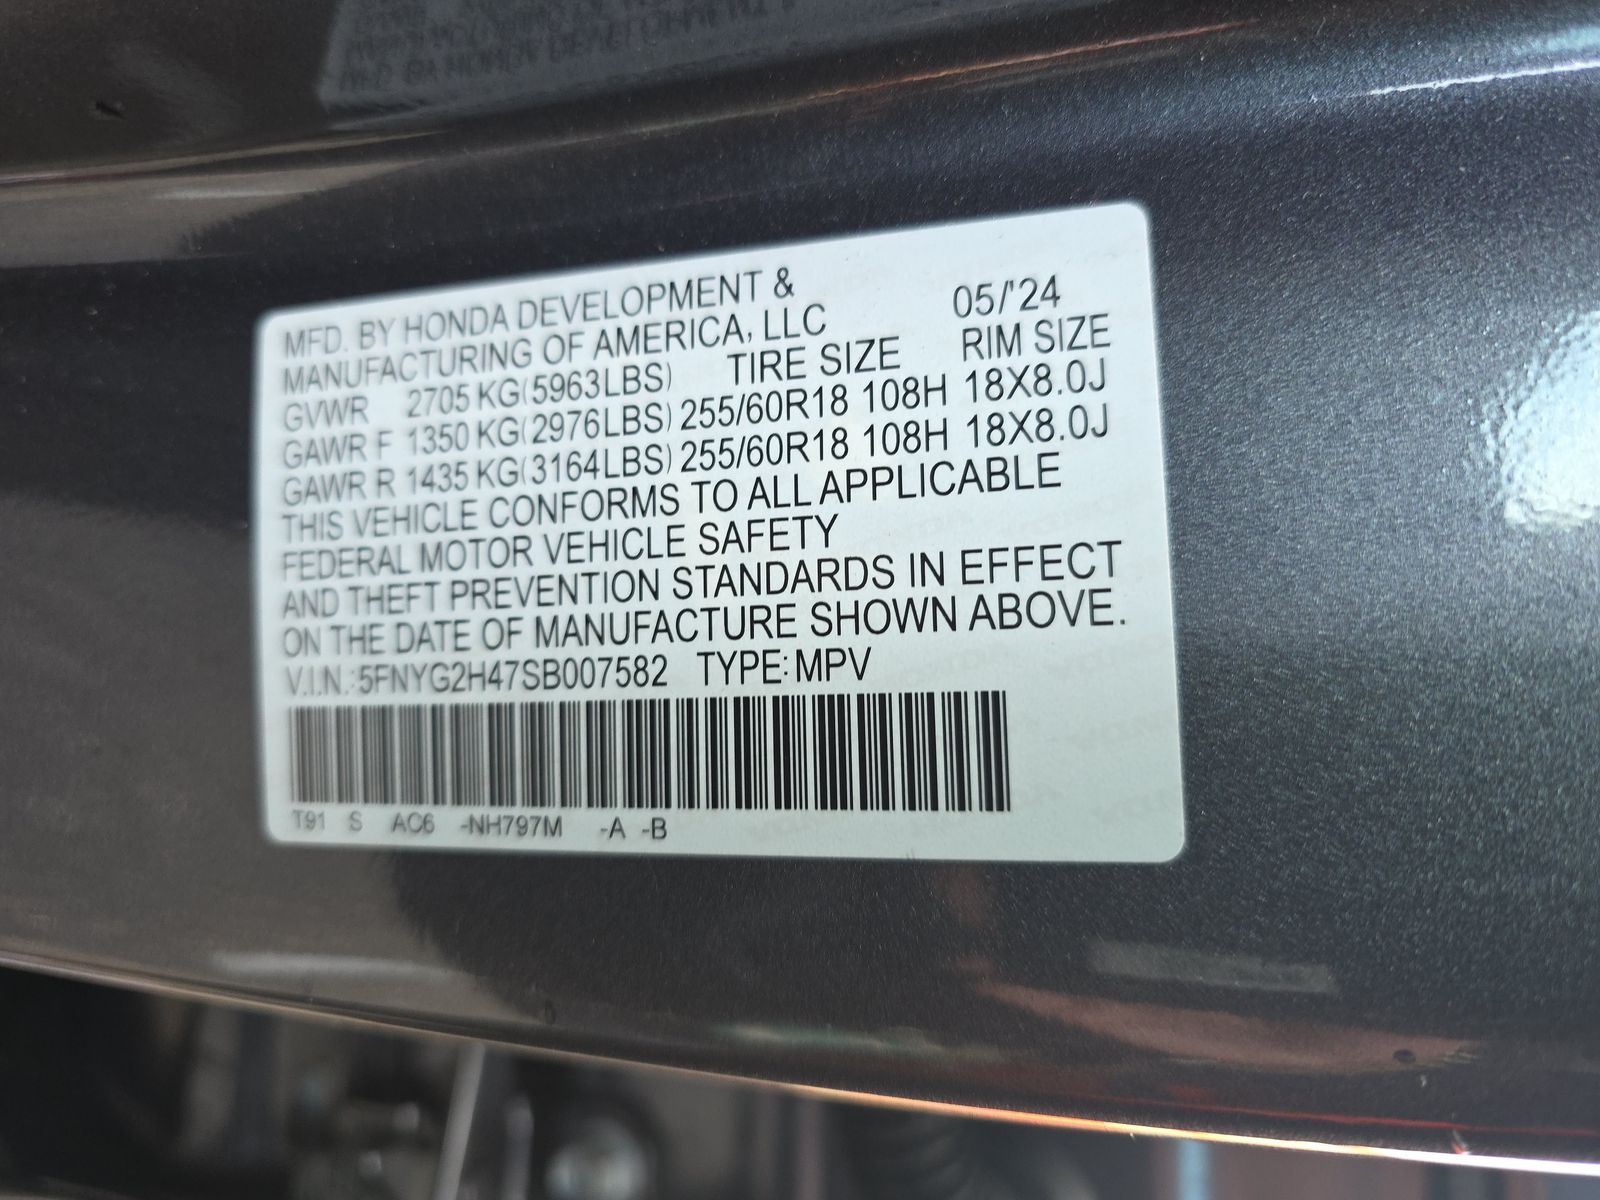 MFD. BY HONDA DEVELOPMENT &
MANUFACTURING OF AMERICA, LLC 05/'24
GVWR 2705 KG(5963LBS) TIRE SIZE RIM SIZE
GAWR F 1350 KG(2976LBS) 255/60R18 108H 18X8.0J
GAWR R 1435 KG(3164LBS) 255/60R18 108H 18X8.0J
THIS VEHICLE CONFORMS TO ALL APPLICABLE
FEDERAL MOTOR VEHICLE SAFETY
AND THEFT PREVENTION STANDARDS IN EFFECT
ON THE DATE OF MANUFACTURE SHOWN ABOVE.
V.I.N.:5FNYG2H47SB007582 TYPE:MPV
T91 S AC6 -NH797M -A -B